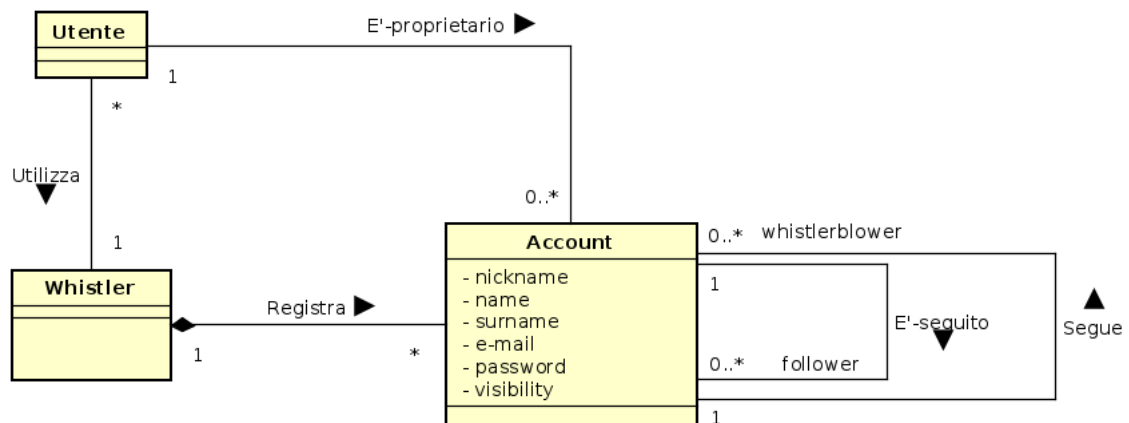 Utente
E'-proprietario
1
*
Utilizza
0..*
1
Whistler
Registra
1
*
Account
- nickname
- name
- surname
- e-mail
- password
- visibility
0..* whistlerblower
1
E'-seguito
Segue
0..* follower
1